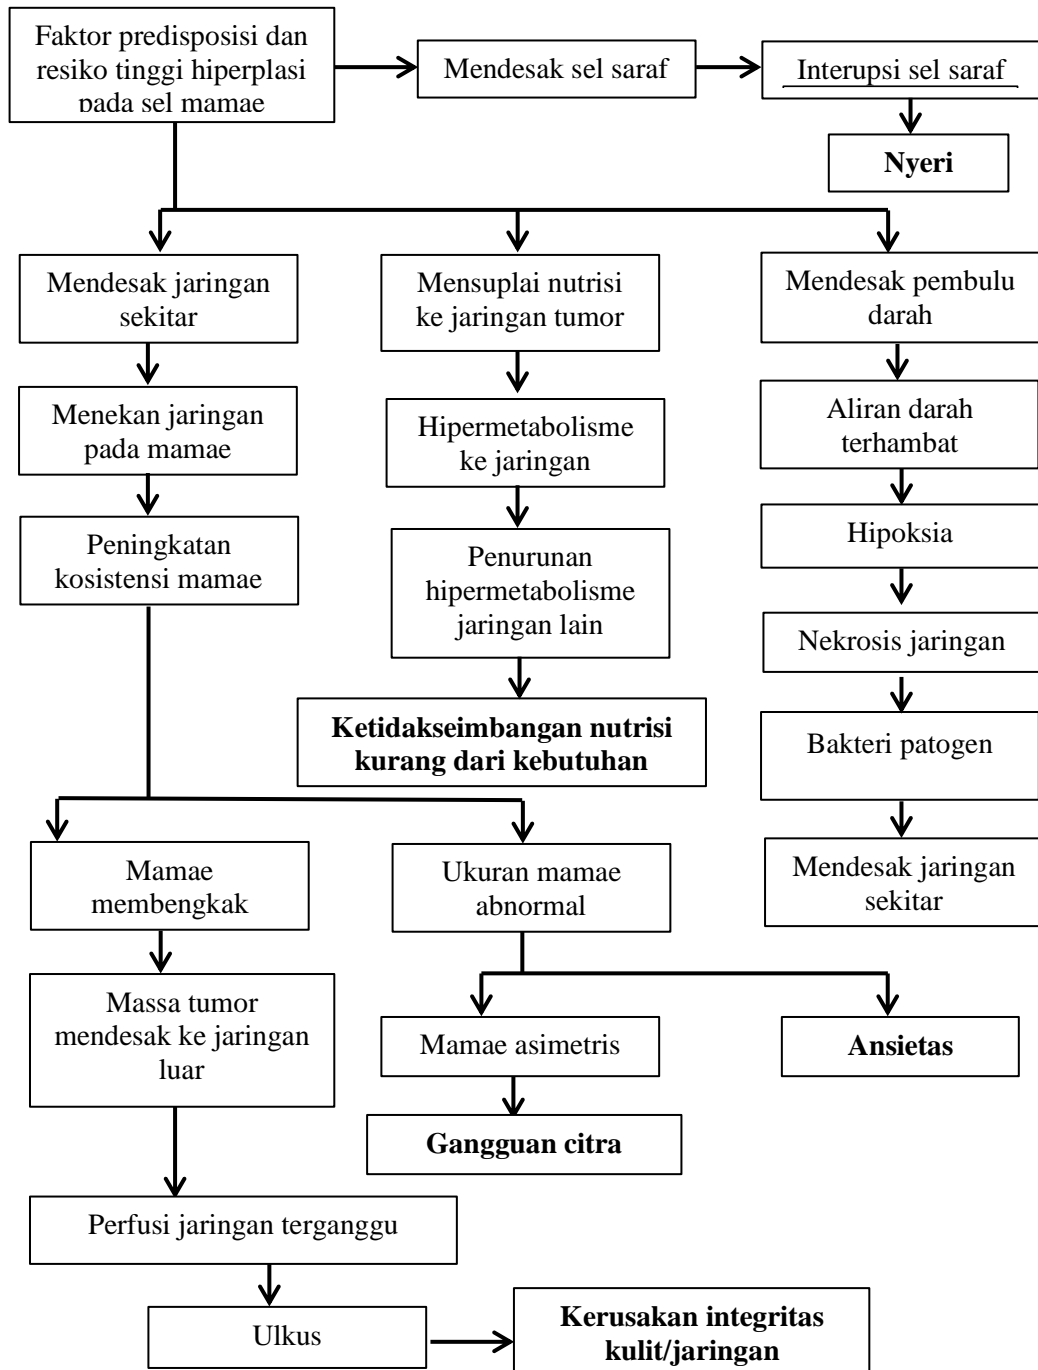 Faktor predisposisi dan
resiko tinggi hiperplasi
pada sel mamae
Mendesak sel saraf
Interupsi sel saraf
Nyeri
Mendesak jaringan
sekitar
Mensuplai nutrisi
ke jaringan tumor
Mendesak pembulu
darah
Menekan jaringan
pada mamae
Hipermetabolisme
ke jaringan
Aliran darah
terhambat
Peningkatan
kosistensi mamae
Penurunan
hipermetabolisme
jaringan lain
Hipoksia
Nekrosis jaringan
Ketidakseimbangan nutrisi
kurang dari kebutuhan
Bakteri patogen
Mamae
membengkak
Ukuran mamae
abnormal
Mendesak jaringan
sekitar
Massa tumor
mendesak ke jaringan
luar
Mamae asimetris
Ansietas
Gangguan citra
Perfusi jaringan terganggu
Ulkus
Kerusakan integritas
kulit/jaringan